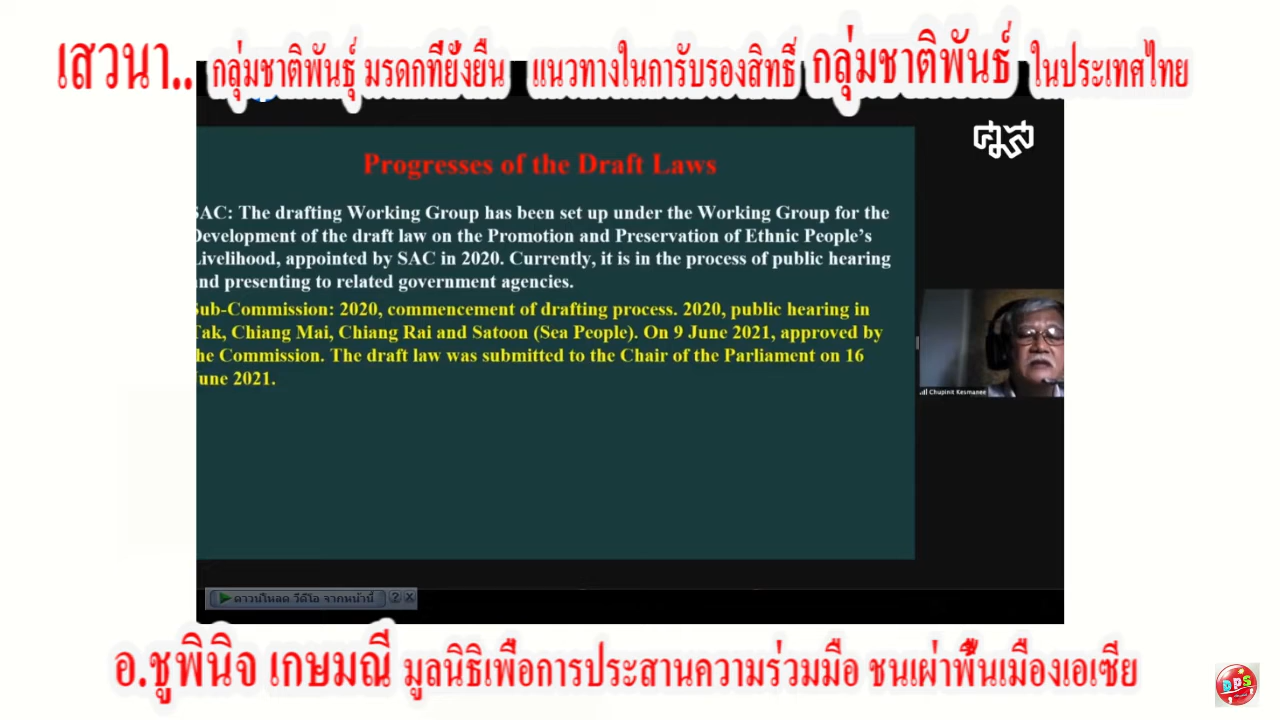 เสวนา.. กลุ่มชาติพันธุ์ มรดกที่ยั่งยืน แนวทางในการับรองสิทธิ์ กลุ่มชาติพันธ์ ในประเทศไทย
ศมส
Progresses of the Draft Laws
SAC: The drafting Working Group has been set up under the Working Group for the
Development of the draft law on the Promotion and Preservation of Ethnic People's
Livelihood, appointed by SAC in 2020. Currently, it is in the process of public hearing
and presenting to related government agencies.
Sub-Commission: 2020, commencement of drafting process. 2020, public hearing in
Tak, Chiang Mai, Chiang Rai and Satoon (Sea People). On 9 June 2021, approved by
the Commission. The draft law was submitted to the Chair of the Parliament on 16
June 2021.
Chupinit Kesmanee
ดาวน์โหลด วีดีโอ จากหน้านี้ ? X
อ.ชูพินิจ เกษมณี มูลนิธิเพื่อการประสานความร่วมมือ ชนเผ่าพื้นเมืองเอเซีย
DPS